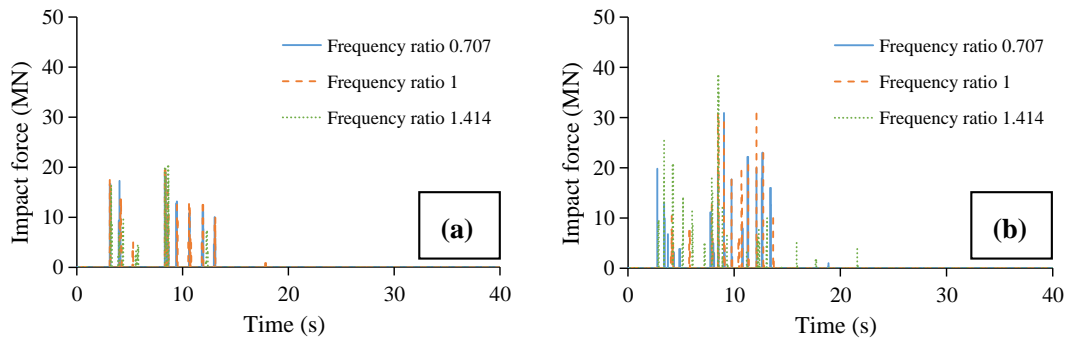 50
40
30
20
10
0
Impact force (MN)
Frequency ratio 0.707
Frequency ratio 1
Frequency ratio 1.414
(a)
0 10 20 30 40
Time (s)
50
40
30
20
10
0
Impact force (MN)
Frequency ratio 0.707
Frequency ratio 1
Frequency ratio 1.414
(b)
0 10 20 30 40
Time (s)